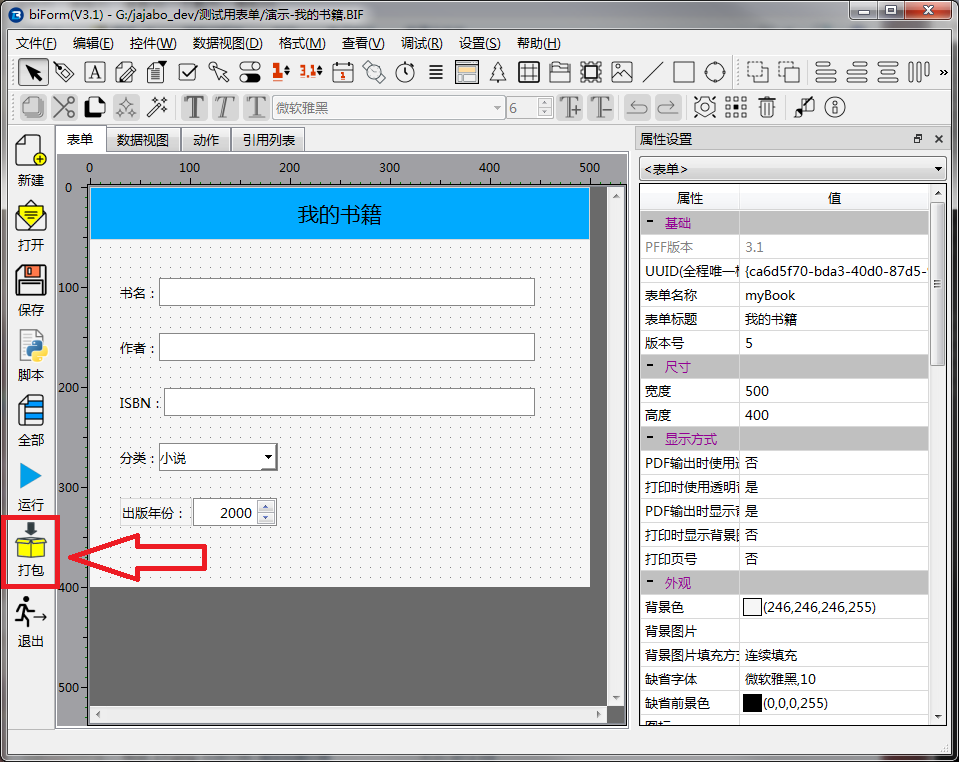 biForm(V3.1) - G:/jajabo_dev/测试用表单/演示-我的书籍.BIF
文件(F) 编辑(E) 控件(W) 数据视图(D) 格式(M) 查看(V) 调试(R) 设置(S) 帮助(H)
微软雅黑 6
新建
打开
保存
脚本
全部
运行
打包
退出
表单 数据视图 动作 引用列表
0 100 200 300 400 500
0
100
200
300
400
500
我的书籍
书名：
作者：
ISBN：
分类：小说
出版年份： 2000
属性设置
<表单>
属性 值
基础
PFF版本 3.1
UUID(全程唯一 {ca6d5f70-bda3-40d0-87d5-
表单名称 myBook
表单标题 我的书籍
版本号 5
尺寸
宽度 500
高度 400
显示方式
PDF输出时使用 否
打印时使用透明 是
PDF输出时显示 是
打印时显示背景 否
打印页号 否
外观
背景色 (246,246,246,255)
背景图片
背景图片填充方 连续填充
缺省字体 微软雅黑,10
缺省前景色 (0,0,0,255)